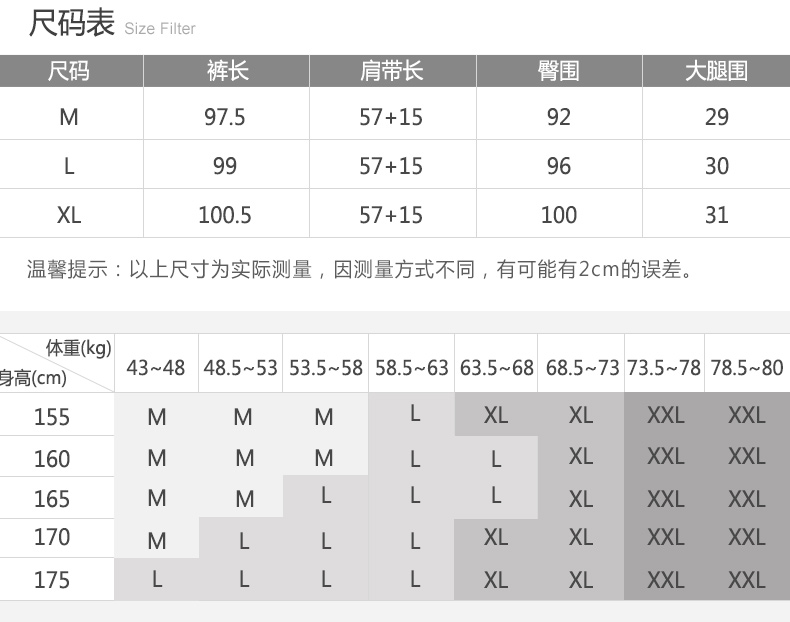 尺码表 Size Filter
尺码 裤长 肩带长 臀围 大腿围
M 97.5 57+15 92 29
L 99 57+15 96 30
XL 100.5 57+15 100 31
温馨提示：以上尺寸为实际测量，因测量方式不同，有可能有2cm的误差。
体重(kg)
身高(cm) 43~48 48.5~53 53.5~58 58.5~63 63.5~68 68.5~73 73.5~78 78.5~80
155 M M M L XL XL XXL XXL
160 M M M L L XL XXL XXL
165 M M L L L XL XXL XXL
170 M L L L XL XL XXL XXL
175 L L L L XL XL XXL XXL